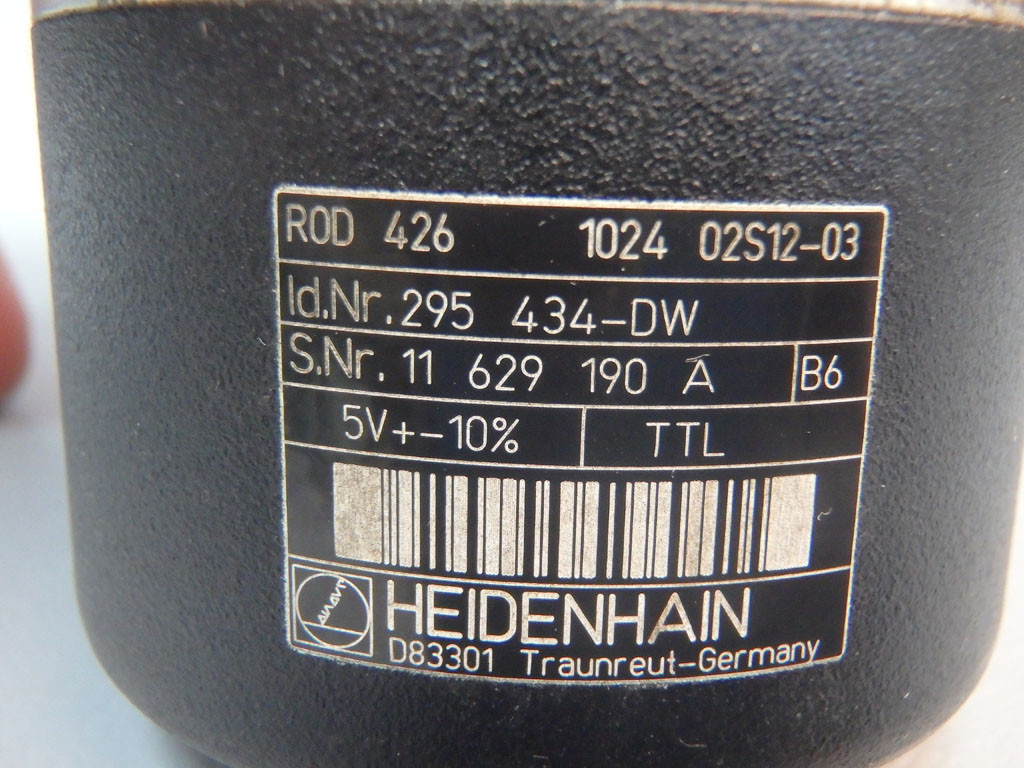 ROD 426 1024 02S12-03
Id.Nr. 295 434-DW
S.Nr. 11 629 190 Ā B6
5V+-10% TTL
HEIDENHAIN
D83301 Traunreut-Germany